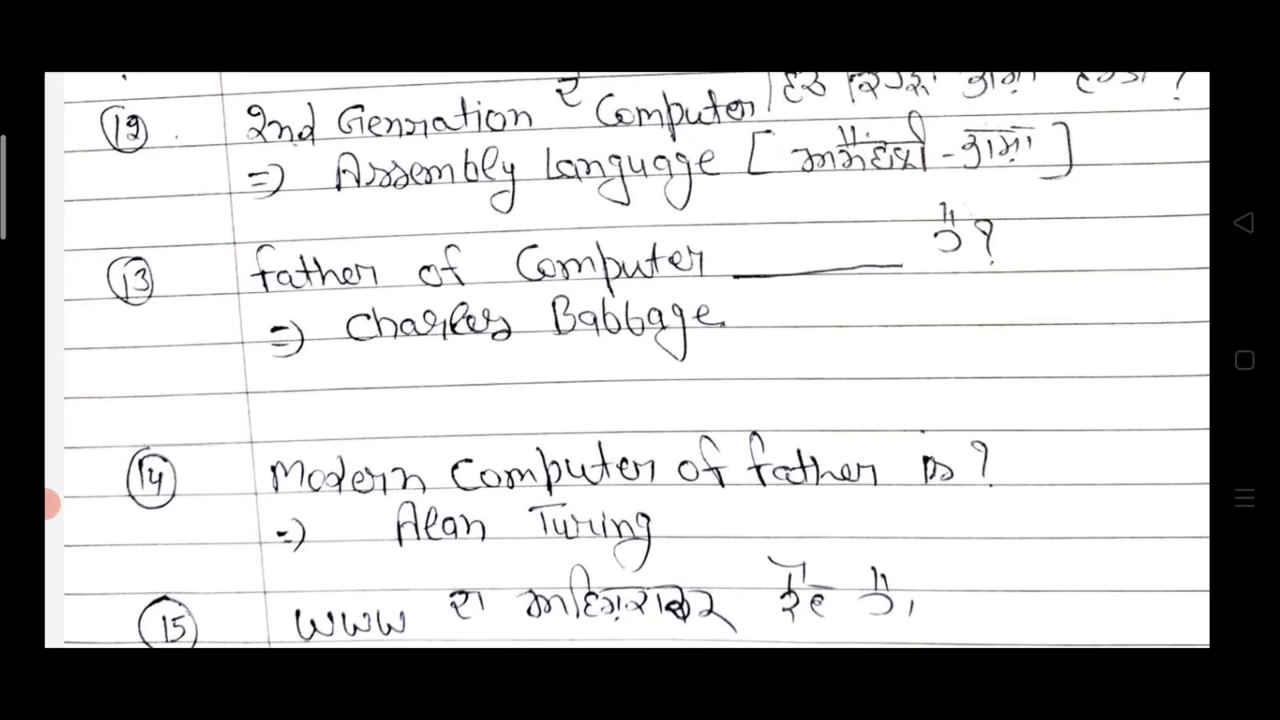 (12) 2nd Genration Computer
=> Assembly Language [ ਅਸੈਂਬਲੀ - ਭਾਸ਼ਾ ]
(13) father of Computer ______ ਹੈ?
=> Charles Babbage.
(14) Modern Computer of father is?
=> Alan Turing
(15) WWW ਦਾ ਕੌਣ ਹੈ,